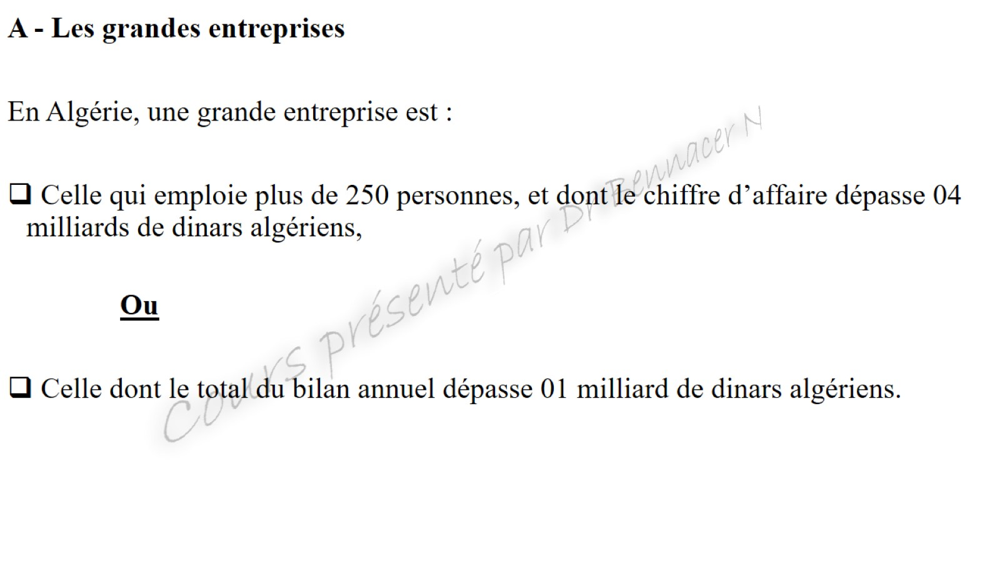 A - Les grandes entreprises
En Algérie, une grande entreprise est :
❑ Celle qui emploie plus de 250 personnes, et dont le chiffre d’affaire dépasse 04
milliards de dinars algériens,
Ou
❑ Celle dont le total du bilan annuel dépasse 01 milliard de dinars algériens.
Cours présenté par Dr Bennacer N